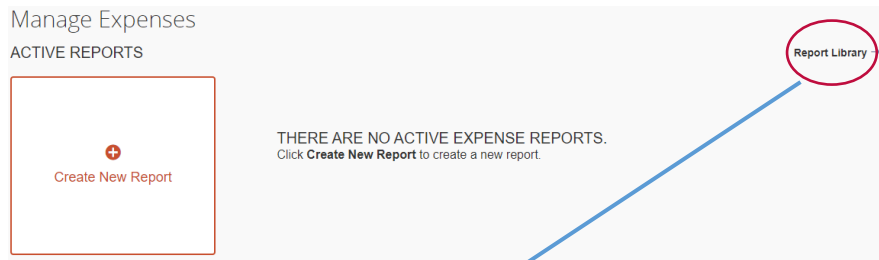 Manage Expenses
ACTIVE REPORTS
Report Library
THERE ARE NO ACTIVE EXPENSE REPORTS.
Click Create New Report to create a new report.
Create New Report